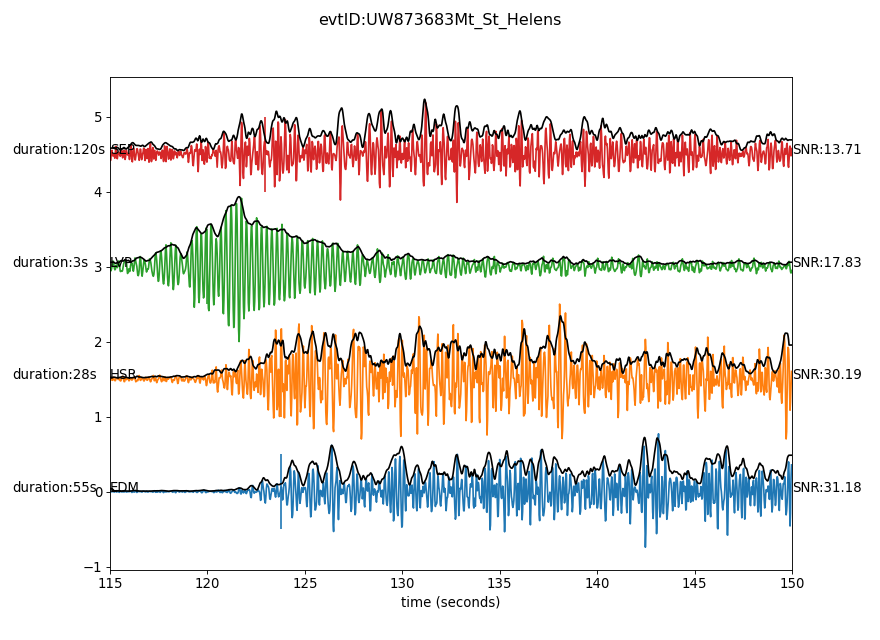 evtID:UW873683Mt_St_Helens
5
duration:120s SEP SNR:13.71
4
duration:3s 3 SNR:17.83
2
duration:28s HSR SNR:30.19
1
duration:55s 0 EDM SNR:31.18
−1
115 120 125 130 135 140 145 150
time (seconds)